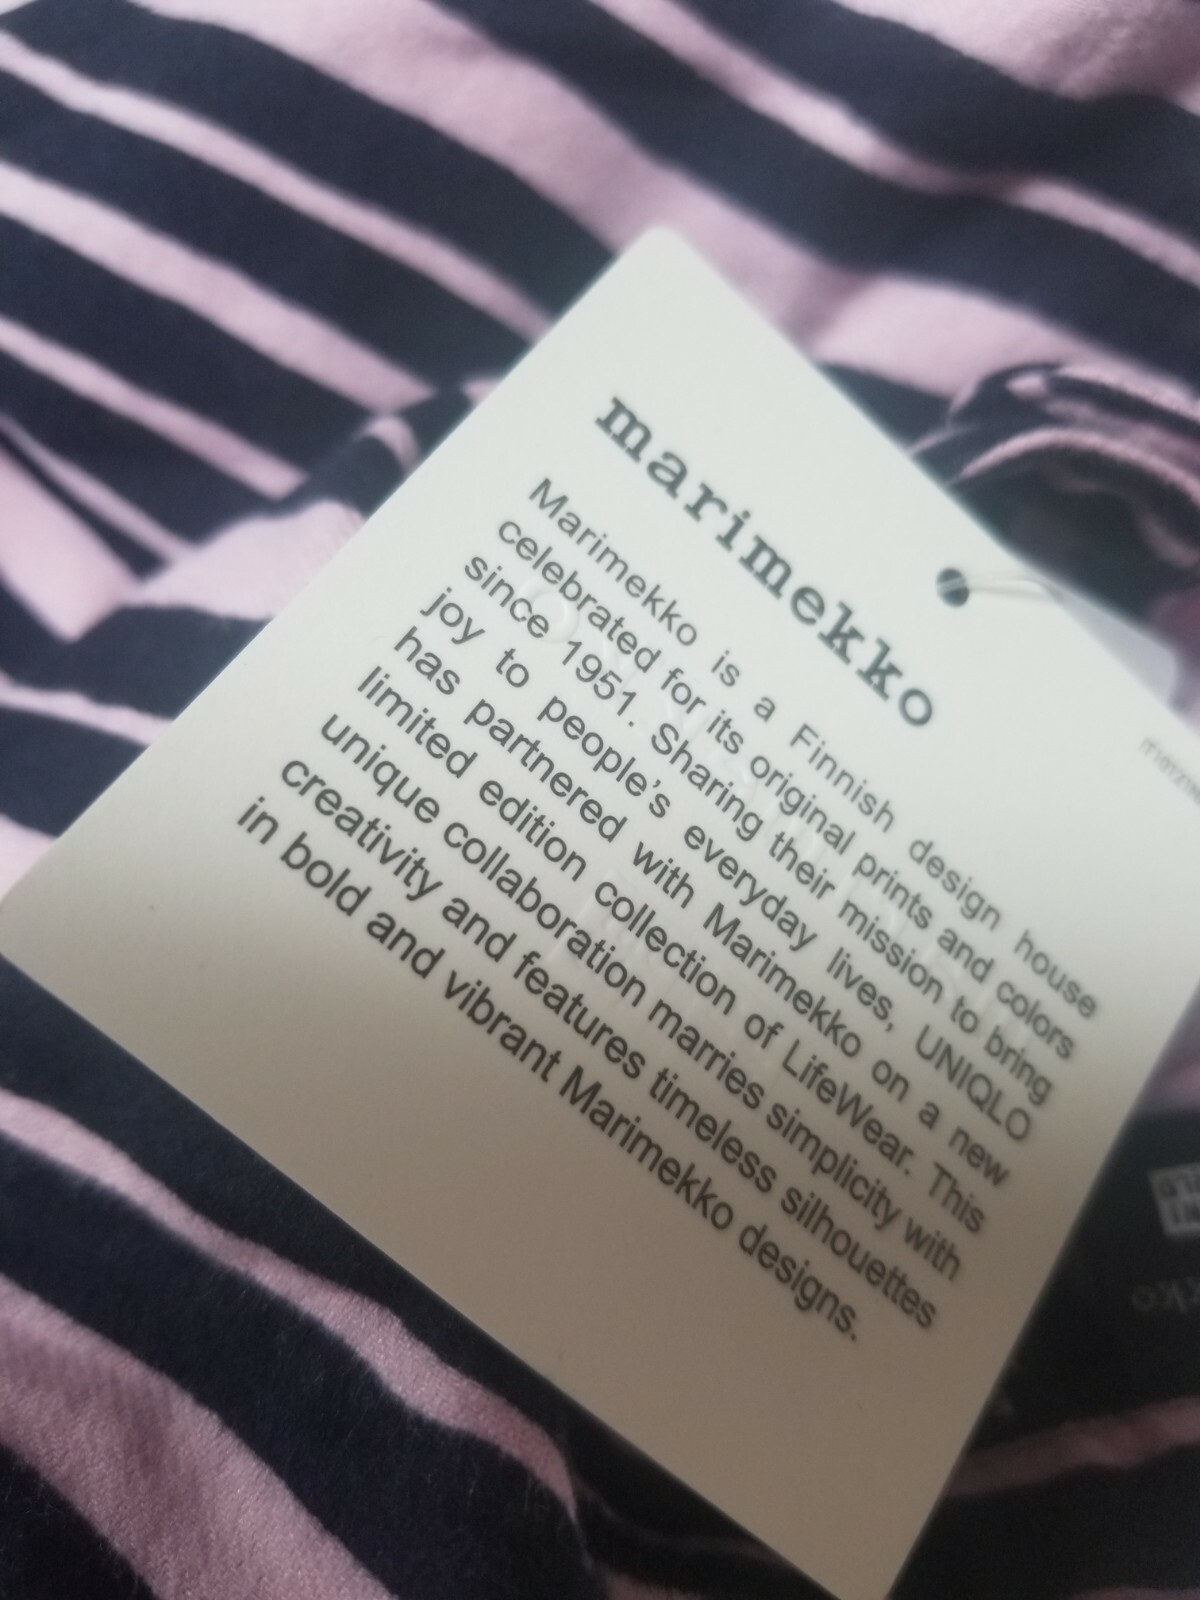 marimekko
Marimekko is a Finnish design house
celebrated for its original prints and colors
since 1951. Sharing their mission to bring
joy to people's everyday lives, UNIQLO
has partnered with Marimekko on a new
limited edition collection of LifeWear. This
unique collaboration marries simplicity with
creativity and features timeless silhouettes
in bold and vibrant Marimekko designs.